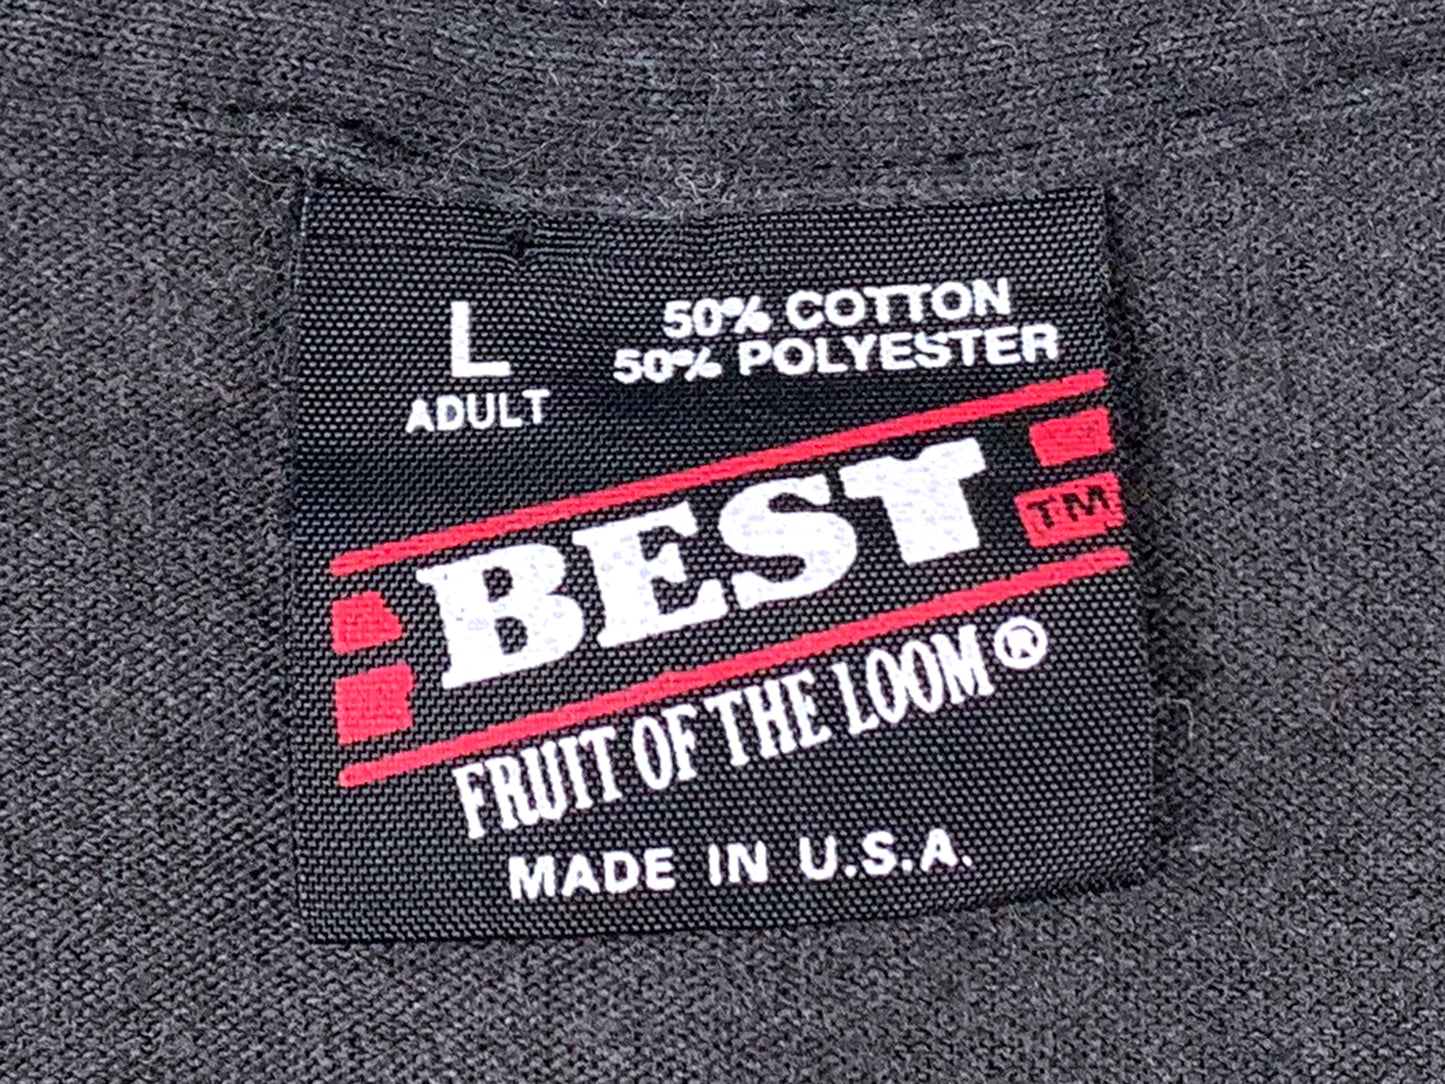 L
ADULT
50% COTTON
50% POLYESTER
BEST
TM
FRUIT OF THE LOOM®
MADE IN U.S.A.